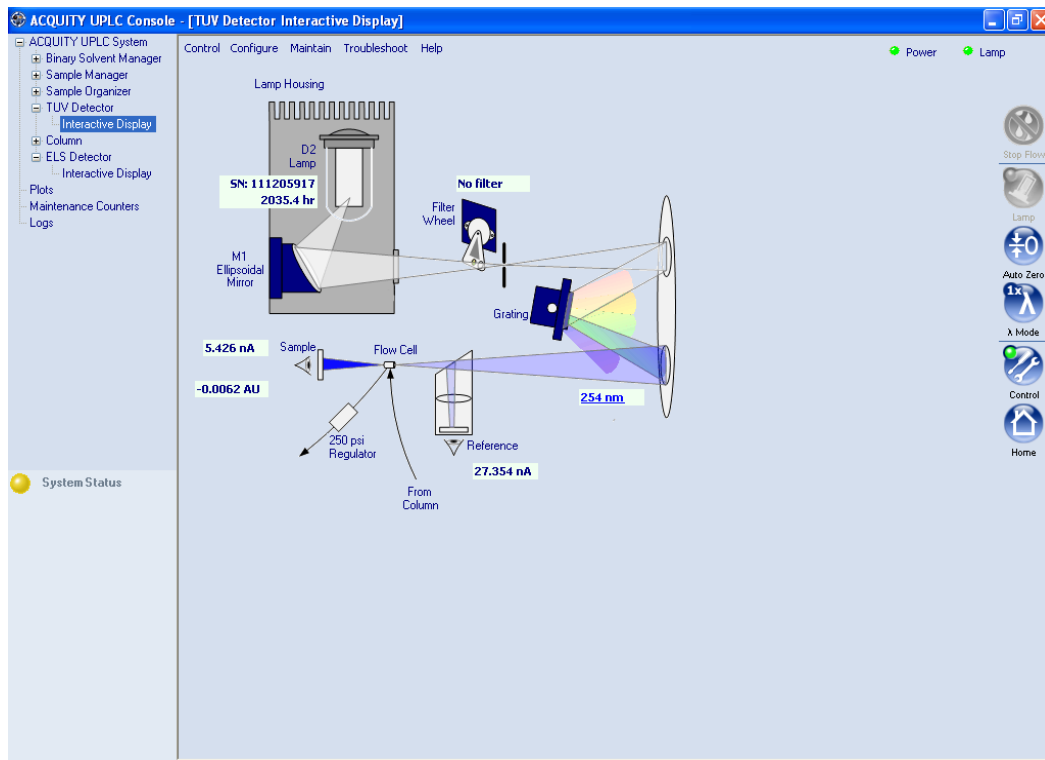 ACQUITY UPLC Console - [TUV Detector Interactive Display]
ACQUITY UPLC System
Binary Solvent Manager
Sample Manager
Sample Organizer
TUV Detector
Interactive Display
Column
ELS Detector
Interactive Display
Plots
Maintenance Counters
Logs
System Status
Control Configure Maintain Troubleshoot Help
Power Lamp
Lamp Housing
D2
Lamp
SN: 111205917
2035.4 hr
No filter
Filter
Wheel
M1
Ellipsoidal
Mirror
Grating
5.426 nA
Sample
Flow Cell
-0.0062 AU
254 nm
250 psi
Regulator
Reference
27.354 nA
From
Column
Stop Flow
Lamp
0
Auto Zero
1x
λ
λ Mode
Control
Home